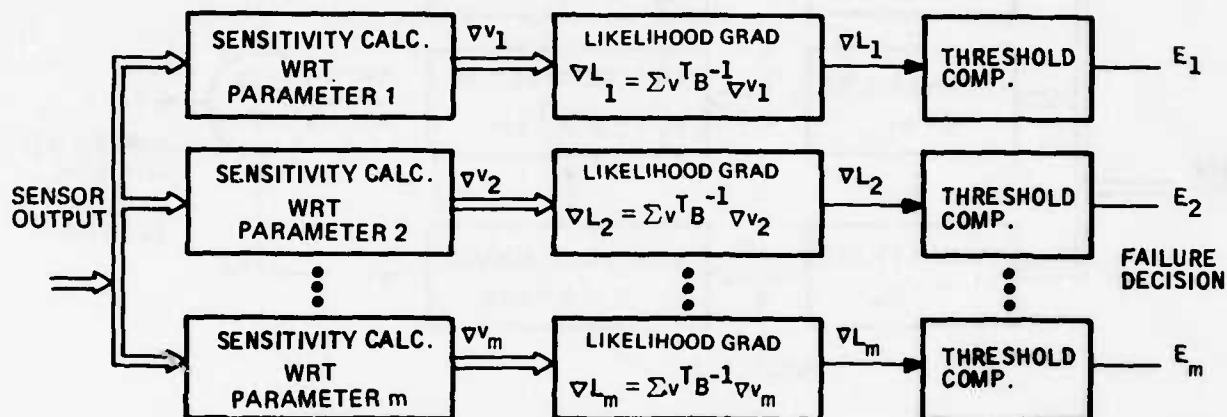 SENSOR
OUTPUT
SENSITIVITY CALC.
WRT.
PARAMETER 1
∇v₁
LIKELIHOOD GRAD
∇L₁ = Σv^T B^-1 ∇v₁
∇L₁
THRESHOLD
COMP.
E₁
SENSITIVITY CALC.
WRT
PARAMETER 2
∇v₂
LIKELIHOOD GRAD
∇L₂ = Σv^T B^-1 ∇v₂
∇L₂
THRESHOLD
COMP.
E₂
FAILURE
DECISION
SENSITIVITY CALC.
WRT
PARAMETER m
∇vₘ
LIKELIHOOD GRAD
∇Lₘ = Σv^T B^-1 ∇vₘ
∇Lₘ
THRESHOLD
COMP.
Eₘ